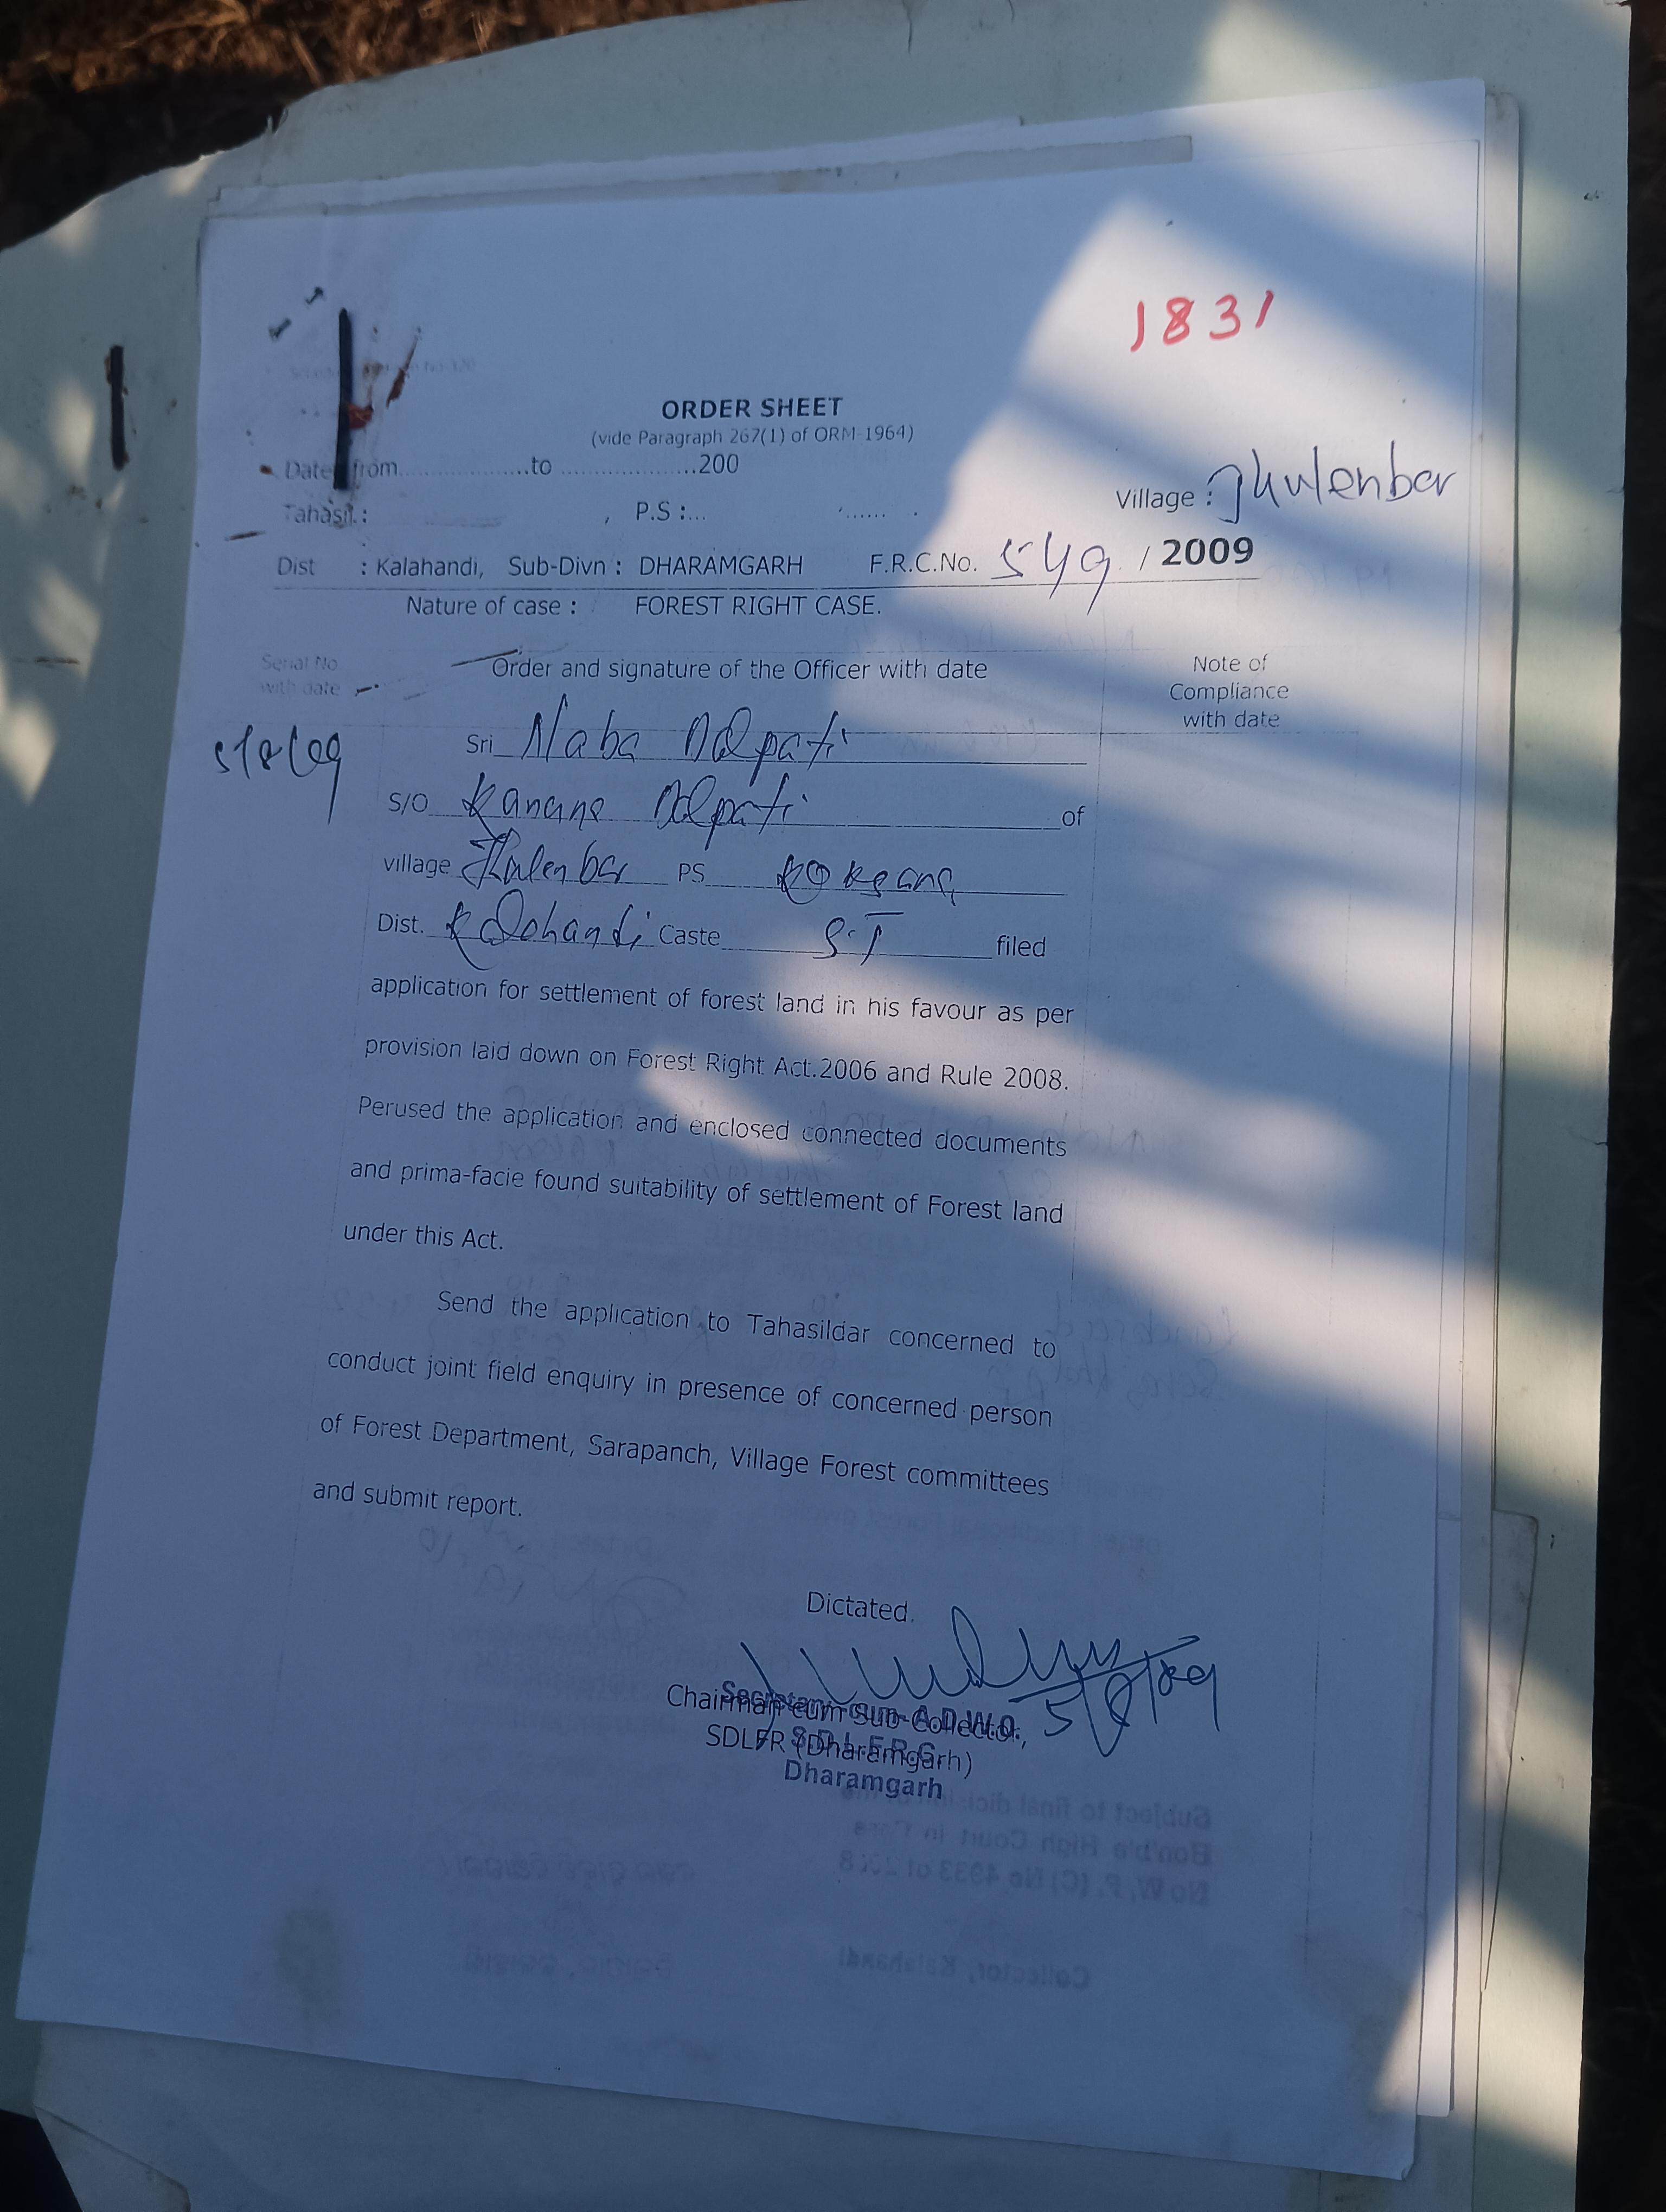 1831
ORDER SHEET
(vide Paragraph 267(1) of ORM-1964)
Date from..................to ..................200
Tahasil.: , P.S :... ......
Village : Jhulenbar
Dist : Kalahandi, Sub-Divn : DHARAMGARH F.R.C.No. 549 / 2009
Nature of case : FOREST RIGHT CASE.
Serial No with date
Order and signature of the Officer with date
Note of Compliance with date
5/8/09
Sri Naba Dalpati
S/O Dalpati of
village Jhulenbar PS Koksara
Dist. Kalahandi Caste S.T filed
application for settlement of forest land in his favour as per
provision laid down on Forest Right Act.2006 and Rule 2008.
Perused the application and enclosed connected documents
and prima-facie found suitability of settlement of Forest land
under this Act.
Send the application to Tahasildar concerned to
conduct joint field enquiry in presence of concerned person
of Forest Department, Sarapanch, Village Forest committees
and submit report.
Dictated.
5/8/09
Chairman cum Sub-Collector,
SDLFR (Dharamgarh)
Secretary-cum-A.D.W.O.
S.D.L.F.R.C.
Dharamgarh